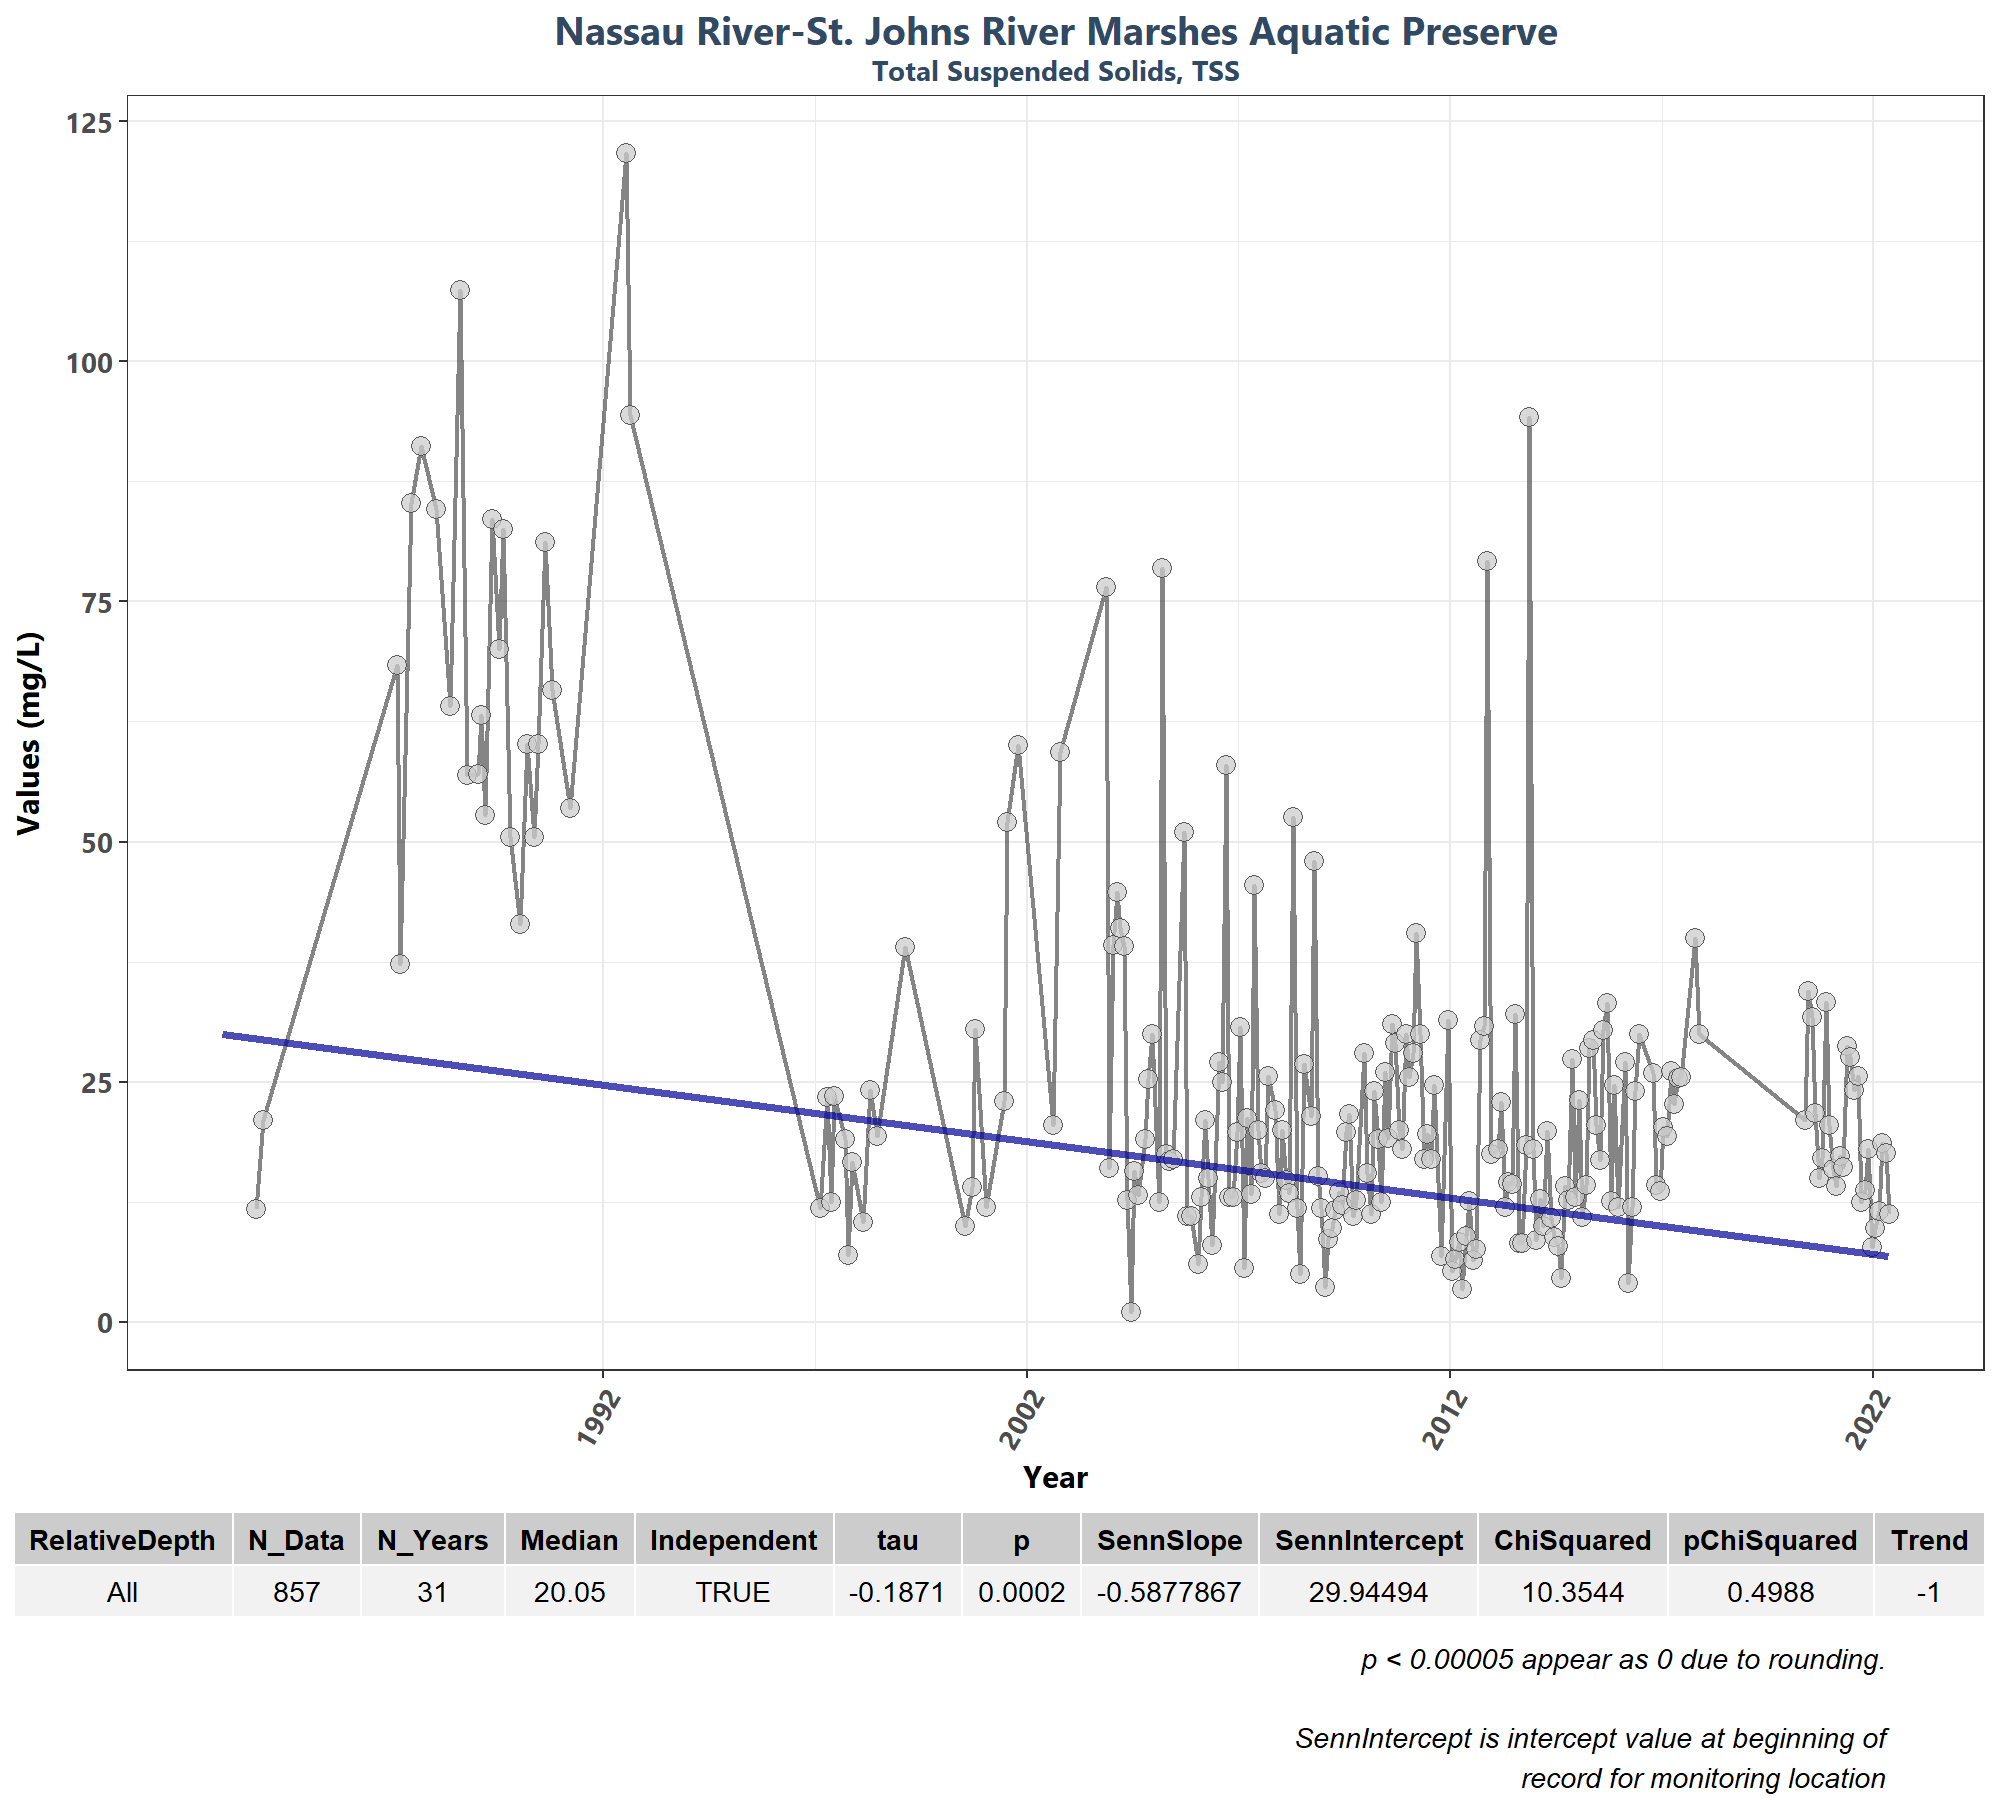 Nassau River-St. Johns River Marshes Aquatic Preserve
Total Suspended Solids, TSS
125
100
75
50
25
0
Values (mg/L)
1992
2002
2012
2022
Year
RelativeDepth N_Data N_Years Median Independent tau p SennSlope SennIntercept ChiSquared pChiSquared Trend
All 857 31 20.05 TRUE -0.1871 0.0002 -0.5877867 29.94494 10.3544 0.4988 -1
p < 0.00005 appear as 0 due to rounding.
SennIntercept is intercept value at beginning of
record for monitoring location